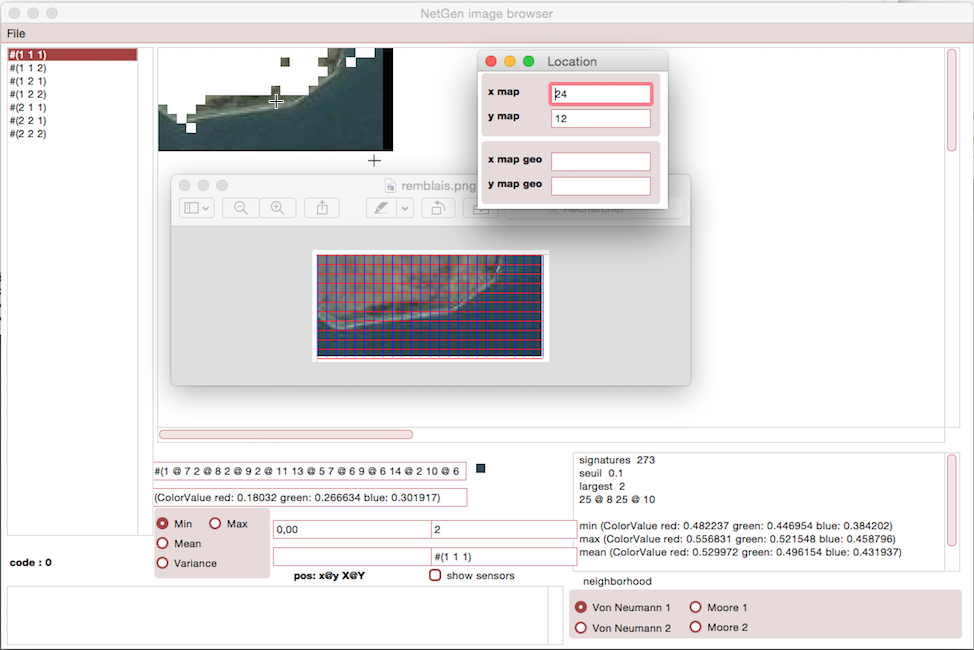 NetGen image browser
File
#(1 1 1)
#(1 1 2)
#(1 2 1)
#(1 2 2)
#(2 1 1)
#(2 2 1)
#(2 2 2)
Location
x map 24
y map 12
x map geo
y map geo
remblais.png
Rechercher
#(1 @ 7 2 @ 8 2 @ 9 2 @ 11 13 @ 5 7 @ 6 9 @ 6 14 @ 2 10 @ 6
(ColorValue red: 0.18032 green: 0.266634 blue: 0.301917)
Min Max
Mean
Variance
0,00 2
#(1 1 1)
pos: x@y X@Y
show sensors
code : 0
signatures 273
seuil 0.1
largest 2
25 @ 8 25 @ 10
min (ColorValue red: 0.482237 green: 0.446954 blue: 0.384202)
max (ColorValue red: 0.556831 green: 0.521548 blue: 0.458796)
mean (ColorValue red: 0.529972 green: 0.496154 blue: 0.431937)
neighborhood
Von Neumann 1 Moore 1
Von Neumann 2 Moore 2